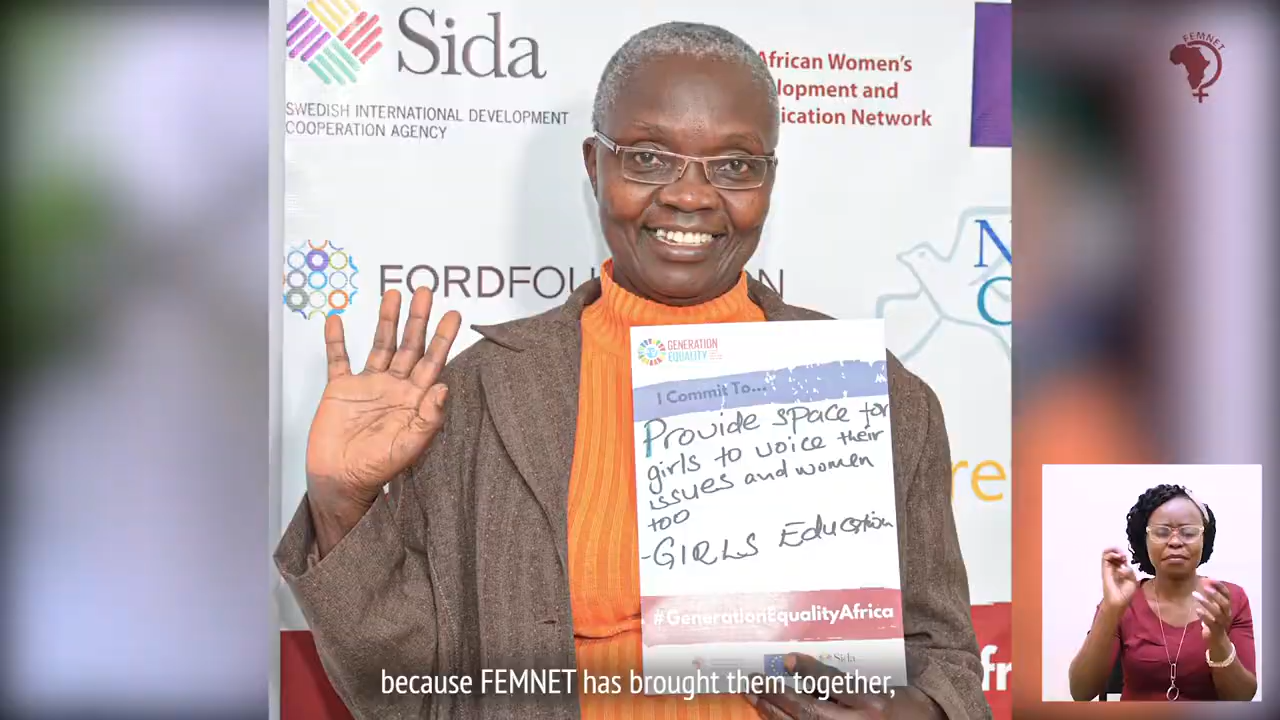 Sida
SWEDISH INTERNATIONAL DEVELOPMENT
COOPERATION AGENCY
African Women's
lopment and
ication Network
FEMNET
FORDFOU
N
N
C
GENERATION
EQUALITY
I Commit To...
Provide space for
girls to voice their
issues and women
too
-GIRLS Education
#GenerationEqualityAfrica
Sida
because FEMNET has brought them together,